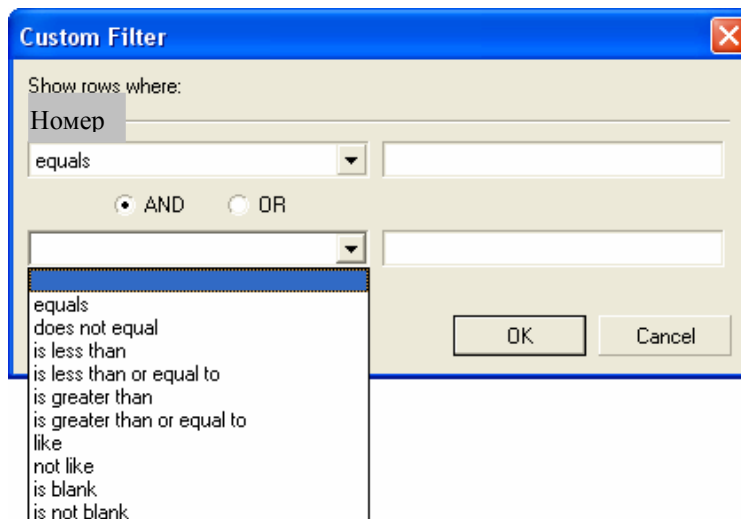 Custom Filter
Show rows where:
Номер
equals
AND OR
equals
does not equal
is less than
is less than or equal to
OK Cancel
is greater than
is greater than or equal to
like
not like
is blank
is not blank